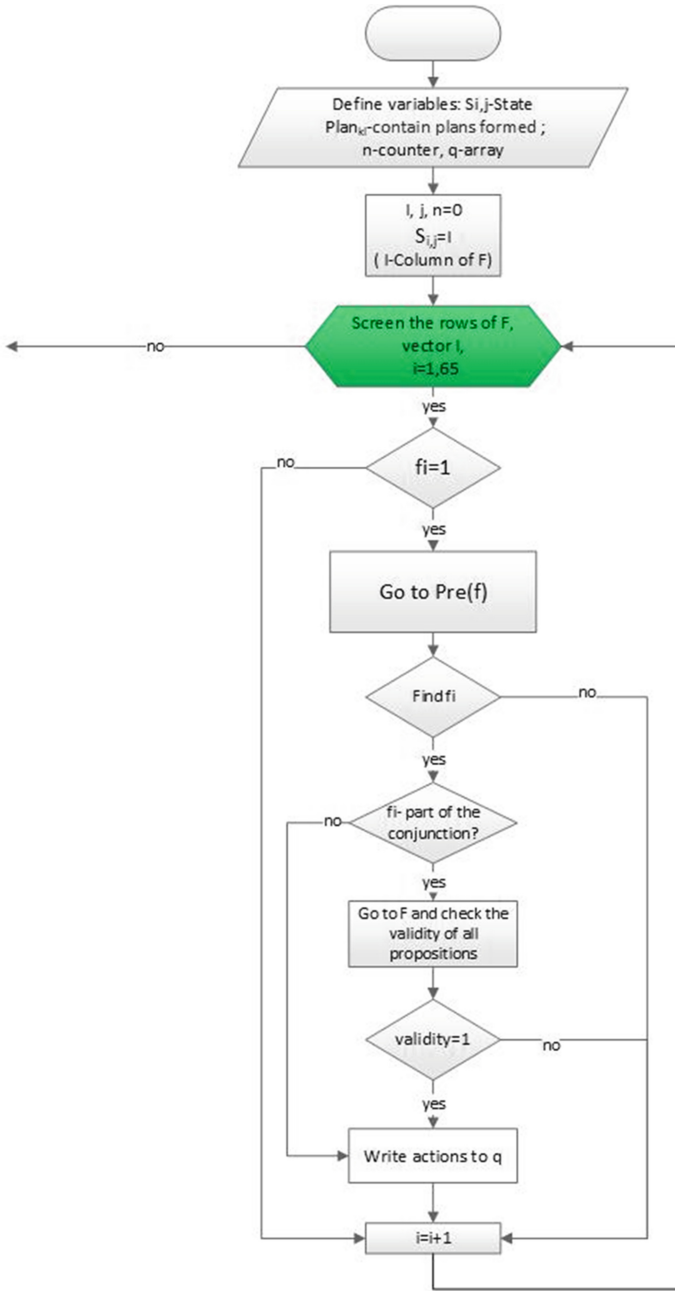 Define variables: Si,j-State
Plankl-contain plans formed ;
n-counter, q-array
I, j, n=0
Si,j=I
( I-Column of F)
Screen the rows of F,
vector I,
i=1,65
no
yes
fi=1
no
yes
Go to Pre(f)
Find fi
no
yes
fi- part of the
conjunction?
no
yes
Go to F and check the
validity of all
propositions
validity=1
no
yes
Write actions to q
i=i+1